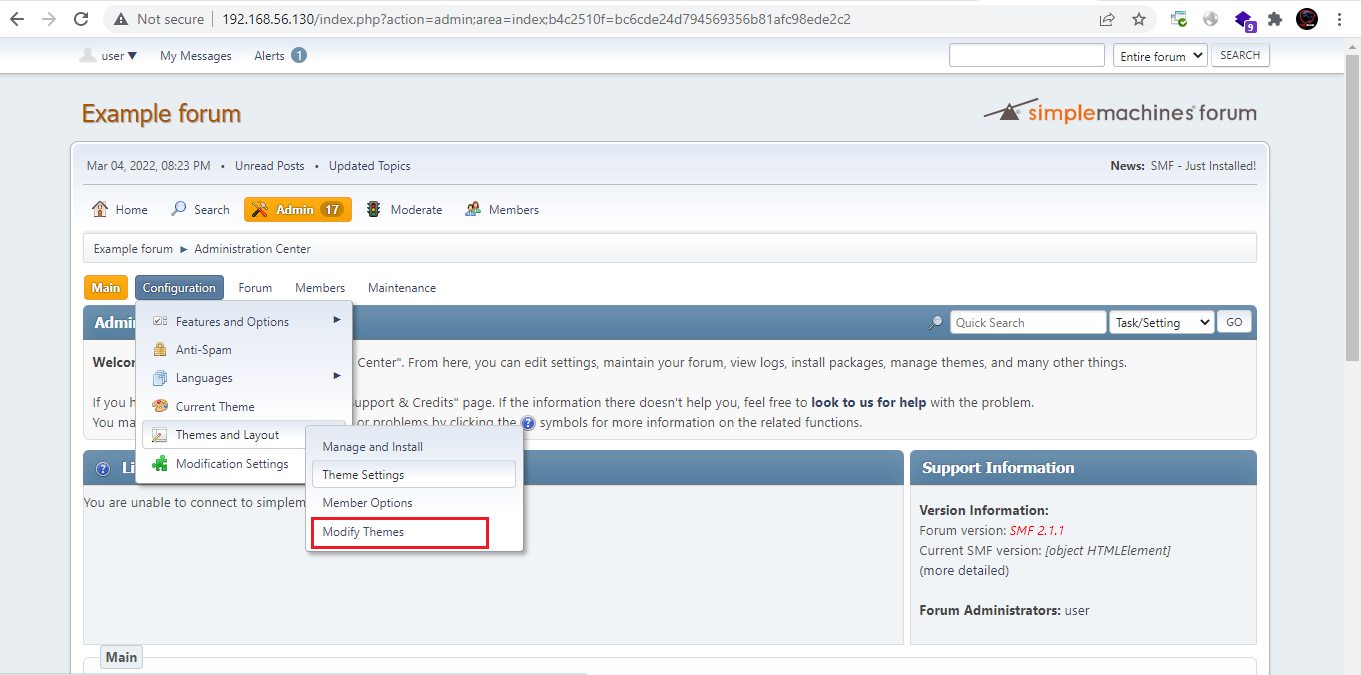 Not secure | 192.168.56.130/index.php?action=admin;area=index;b4c2510f=bc6cde24d794569356b81afc98ede2c2
9
user ▼ My Messages Alerts 1 Entire forum SEARCH
Example forum
simplemachines forum
Mar 04, 2022, 08:23 PM • Unread Posts • Updated Topics
News: SMF - Just Installed!
Home Search Admin 17 Moderate Members
Example forum ► Administration Center
Main Configuration Forum Members Maintenance
Admi
Quick Search Task/Setting GO
Features and Options
Anti-Spam
Languages
Current Theme
Themes and Layout
Modification Settings
Manage and Install
Theme Settings
Member Options
Modify Themes
Welcor Center". From here, you can edit settings, maintain your forum, view logs, install packages, manage themes, and many other things.
If you h upport & Credits" page. If the information there doesn't help you, feel free to look to us for help with the problem.
You ma or problems by clicking the ? symbols for more information on the related functions.
? Li
You are unable to connect to simplem
Support Information
Version Information:
Forum version: SMF 2.1.1
Current SMF version: [object HTMLElement]
(more detailed)
Forum Administrators: user
Main